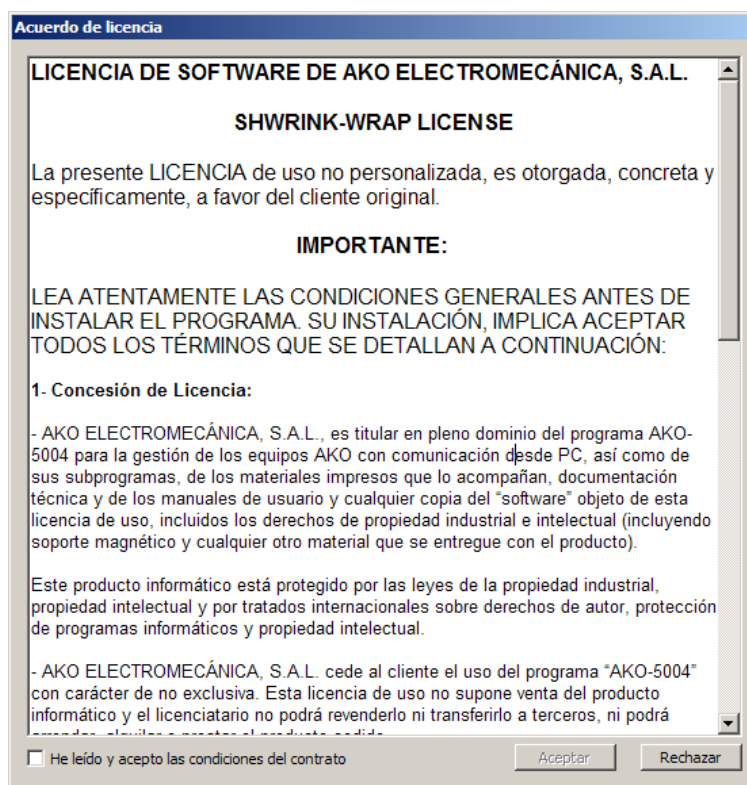 Acuerdo de licencia
LICENCIA DE SOFTWARE DE AKO ELECTROMECÁNICA, S.A.L.
SHWRINK-WRAP LICENSE
La presente LICENCIA de uso no personalizada, es otorgada, concreta y
específicamente, a favor del cliente original.
IMPORTANTE:
LEA ATENTAMENTE LAS CONDICIONES GENERALES ANTES DE
INSTALAR EL PROGRAMA. SU INSTALACIÓN, IMPLICA ACEPTAR
TODOS LOS TÉRMINOS QUE SE DETALLAN A CONTINUACIÓN:
1- Concesión de Licencia:
- AKO ELECTROMECÁNICA, S.A.L., es titular en pleno dominio del programa AKO-
5004 para la gestión de los equipos AKO con comunicación desde PC, así como de
sus subprogramas, de los materiales impresos que lo acompañan, documentación
técnica y de los manuales de usuario y cualquier copia del “software” objeto de esta
licencia de uso, incluidos los derechos de propiedad industrial e intelectual (incluyendo
soporte magnético y cualquier otro material que se entregue con el producto).
Este producto informático está protegido por las leyes de la propiedad industrial,
propiedad intelectual y por tratados internacionales sobre derechos de autor, protección
de programas informáticos y propiedad intelectual.
- AKO ELECTROMECÁNICA, S.A.L. cede al cliente el uso del programa “AKO-5004”
con carácter de no exclusiva. Esta licencia de uso no supone venta del producto
informático y el licenciatario no podrá revenderlo ni transferirlo a terceros, ni podrá
He leído y acepto las condiciones del contrato
Aceptar
Rechazar